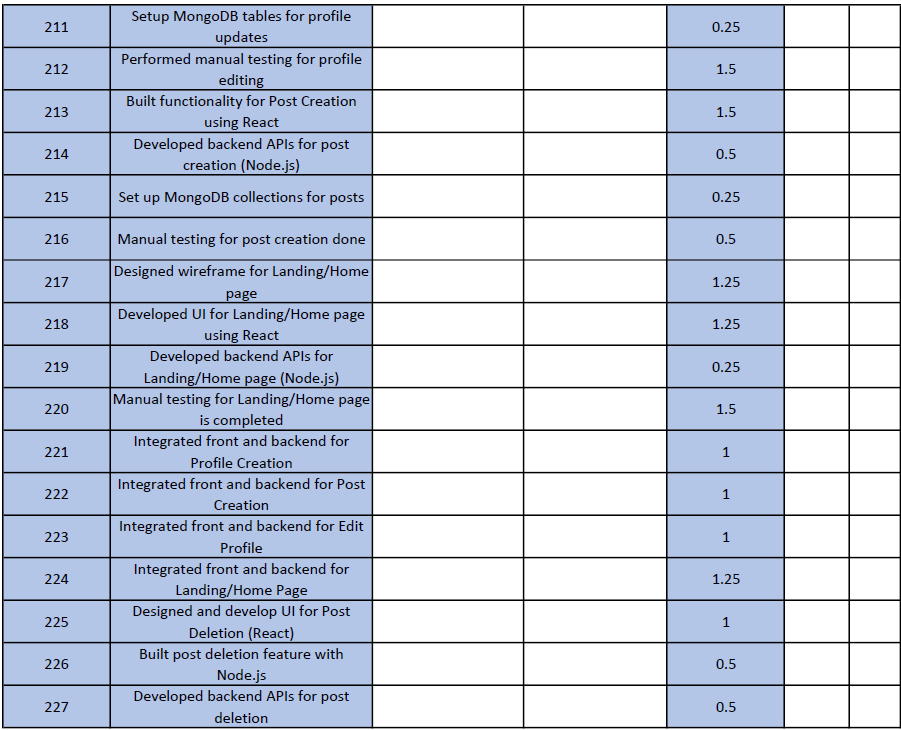 211
Setup MongoDB tables for profile
updates
0.25
212
Performed manual testing for profile
editing
1.5
213
Built functionality for Post Creation
using React
1.5
214
Developed backend APIs for post
creation (Node.js)
0.5
215
Set up MongoDB collections for posts
0.25
216
Manual testing for post creation done
0.5
217
Designed wireframe for Landing/Home
page
1.25
218
Developed UI for Landing/Home page
using React
1.25
219
Developed backend APIs for
Landing/Home page (Node.js)
0.25
220
Manual testing for Landing/Home page
is completed
1.5
221
Integrated front and backend for
Profile Creation
1
222
Integrated front and backend for Post
Creation
1
223
Integrated front and backend for Edit
Profile
1
224
Integrated front and backend for
Landing/Home Page
1.25
225
Designed and develop UI for Post
Deletion (React)
1
226
Built post deletion feature with
Node.js
0.5
227
Developed backend APIs for post
deletion
0.5